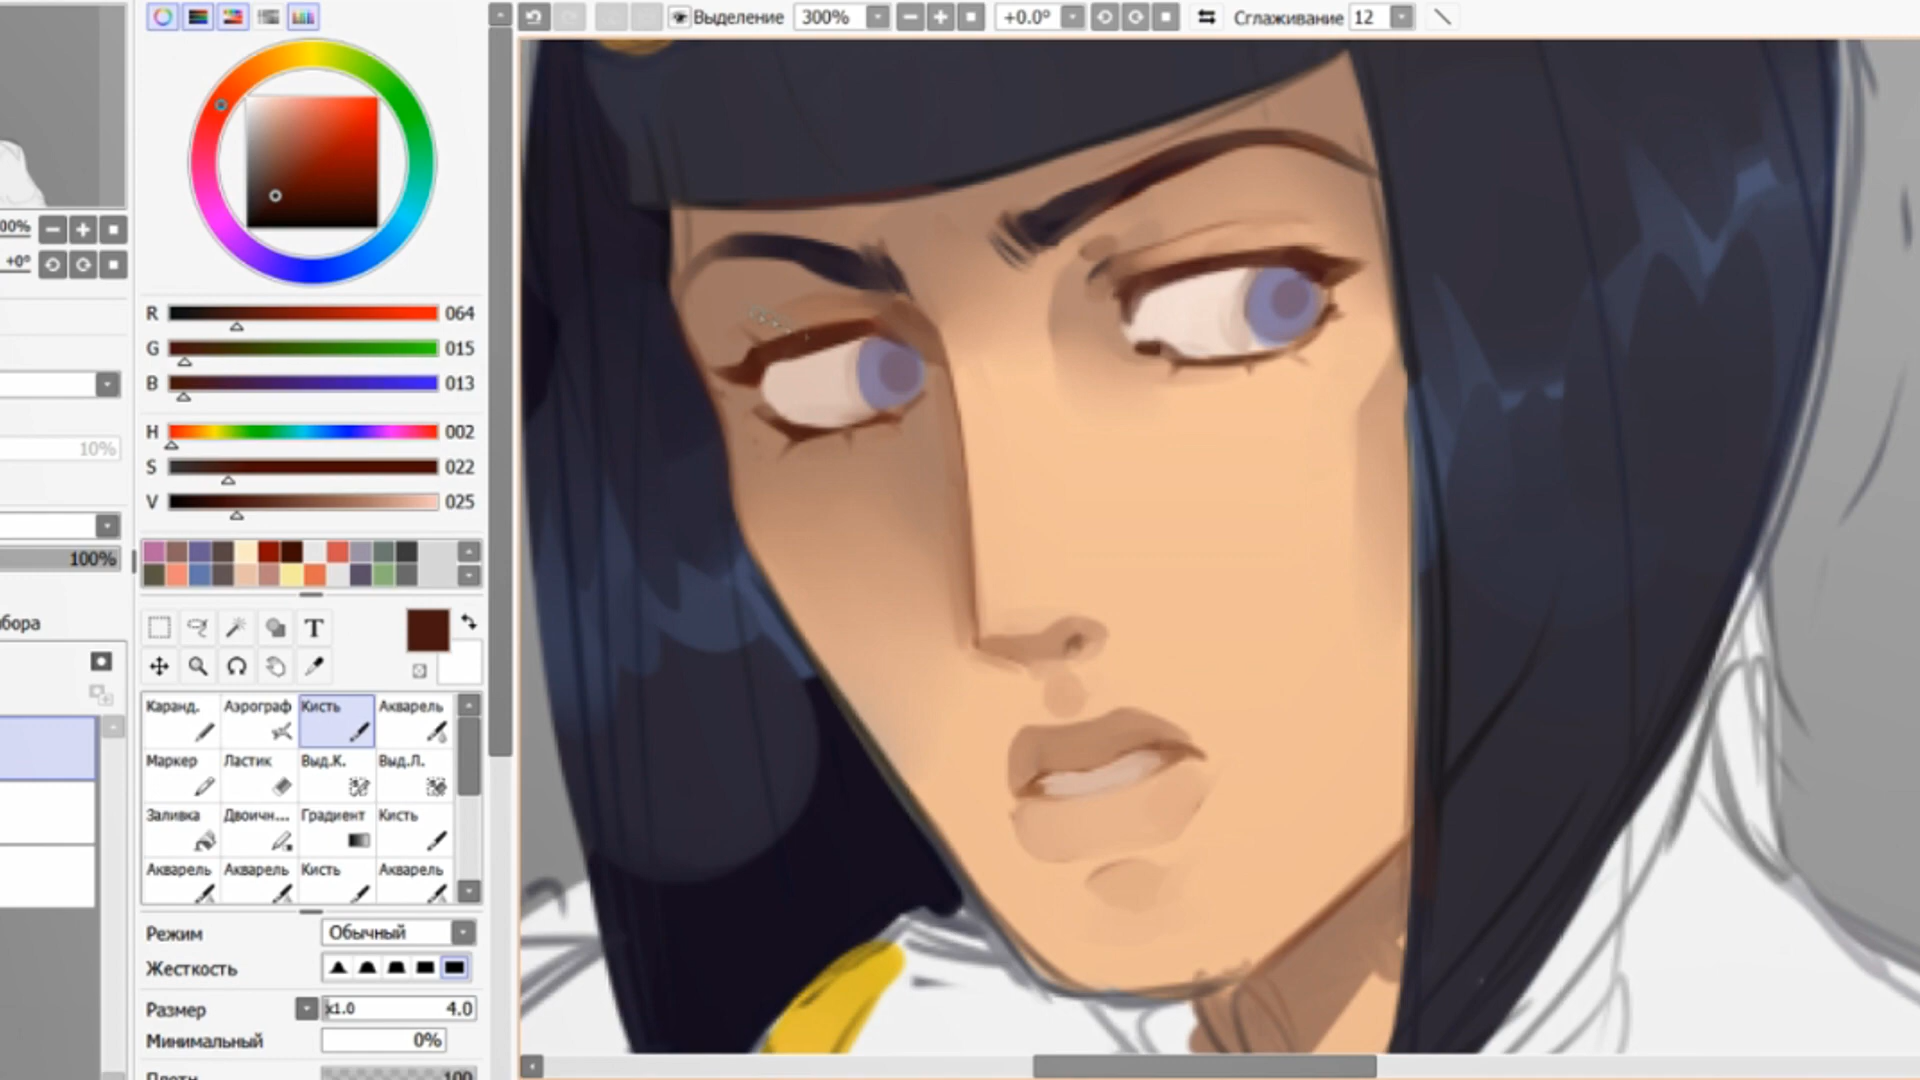 Выделение 300% +0.0° Сглаживание 12
00%
+0°
R 064
G 015
B 013
H 002
S 022
V 025
10%
100%
бора
T
Каранд. Аэрограф Кисть Акварель
Маркер Ластик Выд.К. Выд.Л.
Заливка Двоичн... Градиент Кисть
Акварель Акварель Кисть Акварель
Режим Обычный
Жесткость
Размер x1.0 4.0
Минимальный 0%
Плотн 100